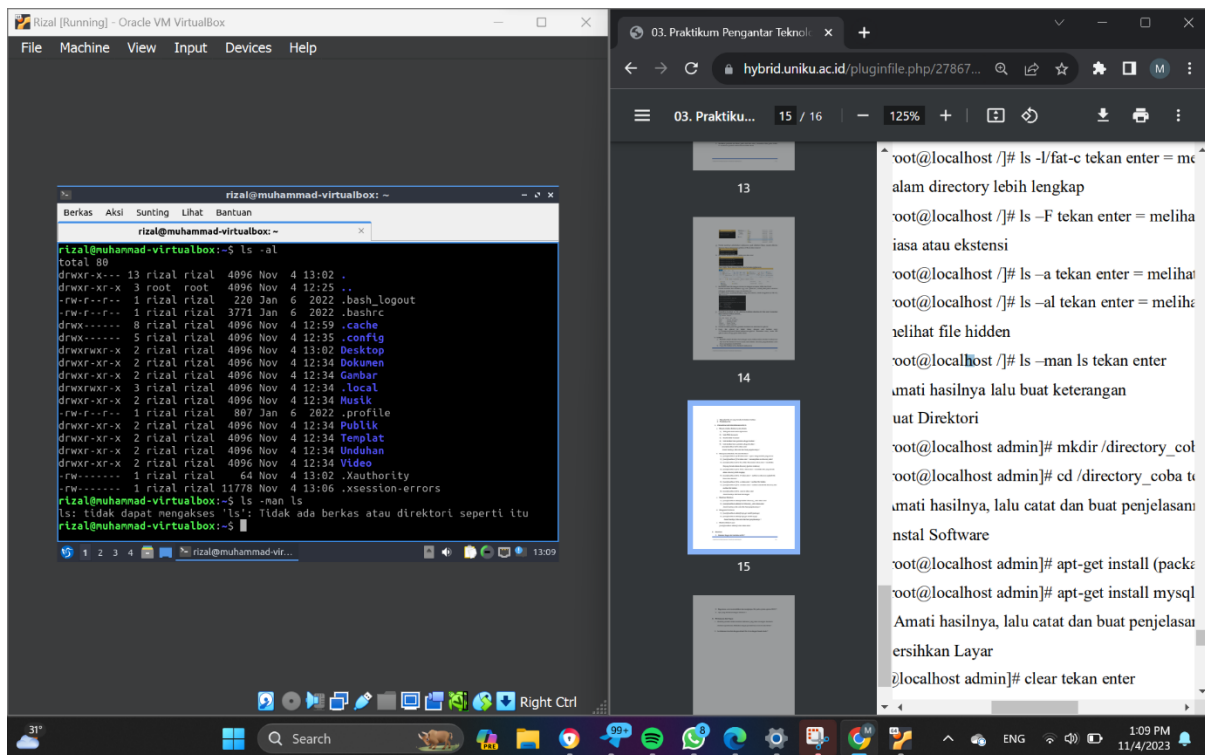 Rizal [Running] - Oracle VM VirtualBox
File Machine View Input Devices Help
rizal@muhammad-virtualbox: ~
Berkas Aksi Sunting Lihat Bantuan
rizal@muhammad-virtualbox: ~
rizal@muhammad-virtualbox:~$ ls -al
total 80
drwxr-x--- 13 rizal rizal 4096 Nov 4 13:02 .
drwxr-xr-x 3 root root 4096 Nov 4 12:25 ..
-rw-r--r-- 1 rizal rizal 220 Jan 6 2022 .bash_logout
-rw-r--r-- 1 rizal rizal 3771 Jan 6 2022 .bashrc
drwx------ 8 rizal rizal 4096 Nov 4 12:59 .cache
drwx------ 5 rizal rizal 4096 Nov 4 12:35 .config
drwxrwxr-x 2 rizal rizal 4096 Nov 4 13:02 Desktop
drwxr-xr-x 2 rizal rizal 4096 Nov 4 12:34 Dokumen
drwxr-xr-x 2 rizal rizal 4096 Nov 4 12:34 Gambar
drwxrwxr-x 3 rizal rizal 4096 Nov 4 12:34 .local
drwxr-xr-x 2 rizal rizal 4096 Nov 4 12:34 Musik
-rw-r--r-- 1 rizal rizal 807 Jan 6 2022 .profile
drwxr-xr-x 2 rizal rizal 4096 Nov 4 12:34 Publik
drwxr-xr-x 2 rizal rizal 4096 Nov 4 12:34 Templat
drwxr-xr-x 2 rizal rizal 4096 Nov 4 12:34 Unduhan
drwxr-xr-x 2 rizal rizal 4096 Nov 4 12:34 Video
-rw------- 1 rizal rizal 64 Nov 4 13:02 .Xauthority
-rw------- 1 rizal rizal 11778 Nov 4 13:06 .xsession-errors
rizal@muhammad-virtualbox:~$ ls -man ls
ls: tidak dapat mengakses 'ls': Tidak ada berkas atau direktori seperti itu
rizal@muhammad-virtualbox:~$
1 2 3 4 rizal@muhammad-vir... 13:09
Right Ctrl
03. Praktikum Pengantar Teknolo
hybrid.uniku.ac.id/pluginfile.php/27867... M
03. Praktiku... 15 / 16 125%
13
14
15
root@localhost /]# ls -l/fat-c tekan enter = me
alam directory lebih lengkap
root@localhost /]# ls –F tekan enter = meliha
iasa atau ekstensi
root@localhost /]# ls –a tekan enter = melihat
root@localhost /]# ls –al tekan enter = meliha
nelihat file hidden
root@localhost /]# ls –man ls tekan enter
Amati hasilnya lalu buat keterangan
uat Direktori
root@localhost admin]# mkdir /directory_cob
root@localhost admin]# cd /directory_coba te
Amati hasilnya, lalu catat dan buat penjelasann
nstal Software
root@localhost admin]# apt-get install (packa
root@localhost admin]# apt-get install mysql
Amati hasilnya, lalu catat dan buat penjelasan
ersihkan Layar
@localhost admin]# clear tekan enter
31°
Search
PRE
99+
8
M
ENG
1:09 PM
11/4/2023